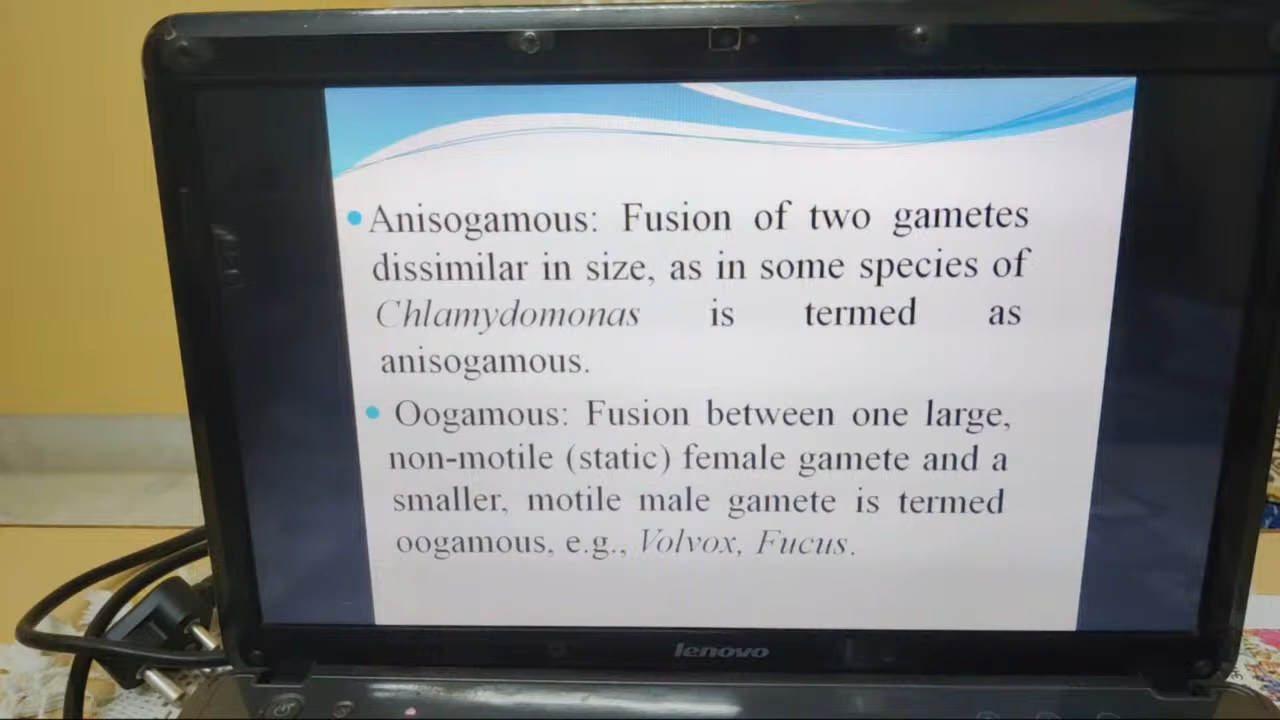 Anisogamous: Fusion of two gametes
dissimilar in size, as in some species of
Chlamydomonas is termed as
anisogamous.
Oogamous: Fusion between one large,
non-motile (static) female gamete and a
smaller, motile male gamete is termed
oogamous, e.g., Volvox, Fucus.
lenovo